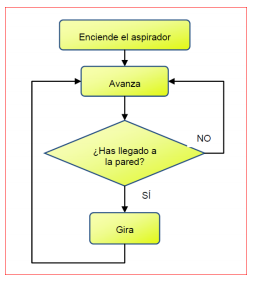 Enciende el aspirador
Avanza
¿Has llegado a
la pared?
NO
SÍ
Gira